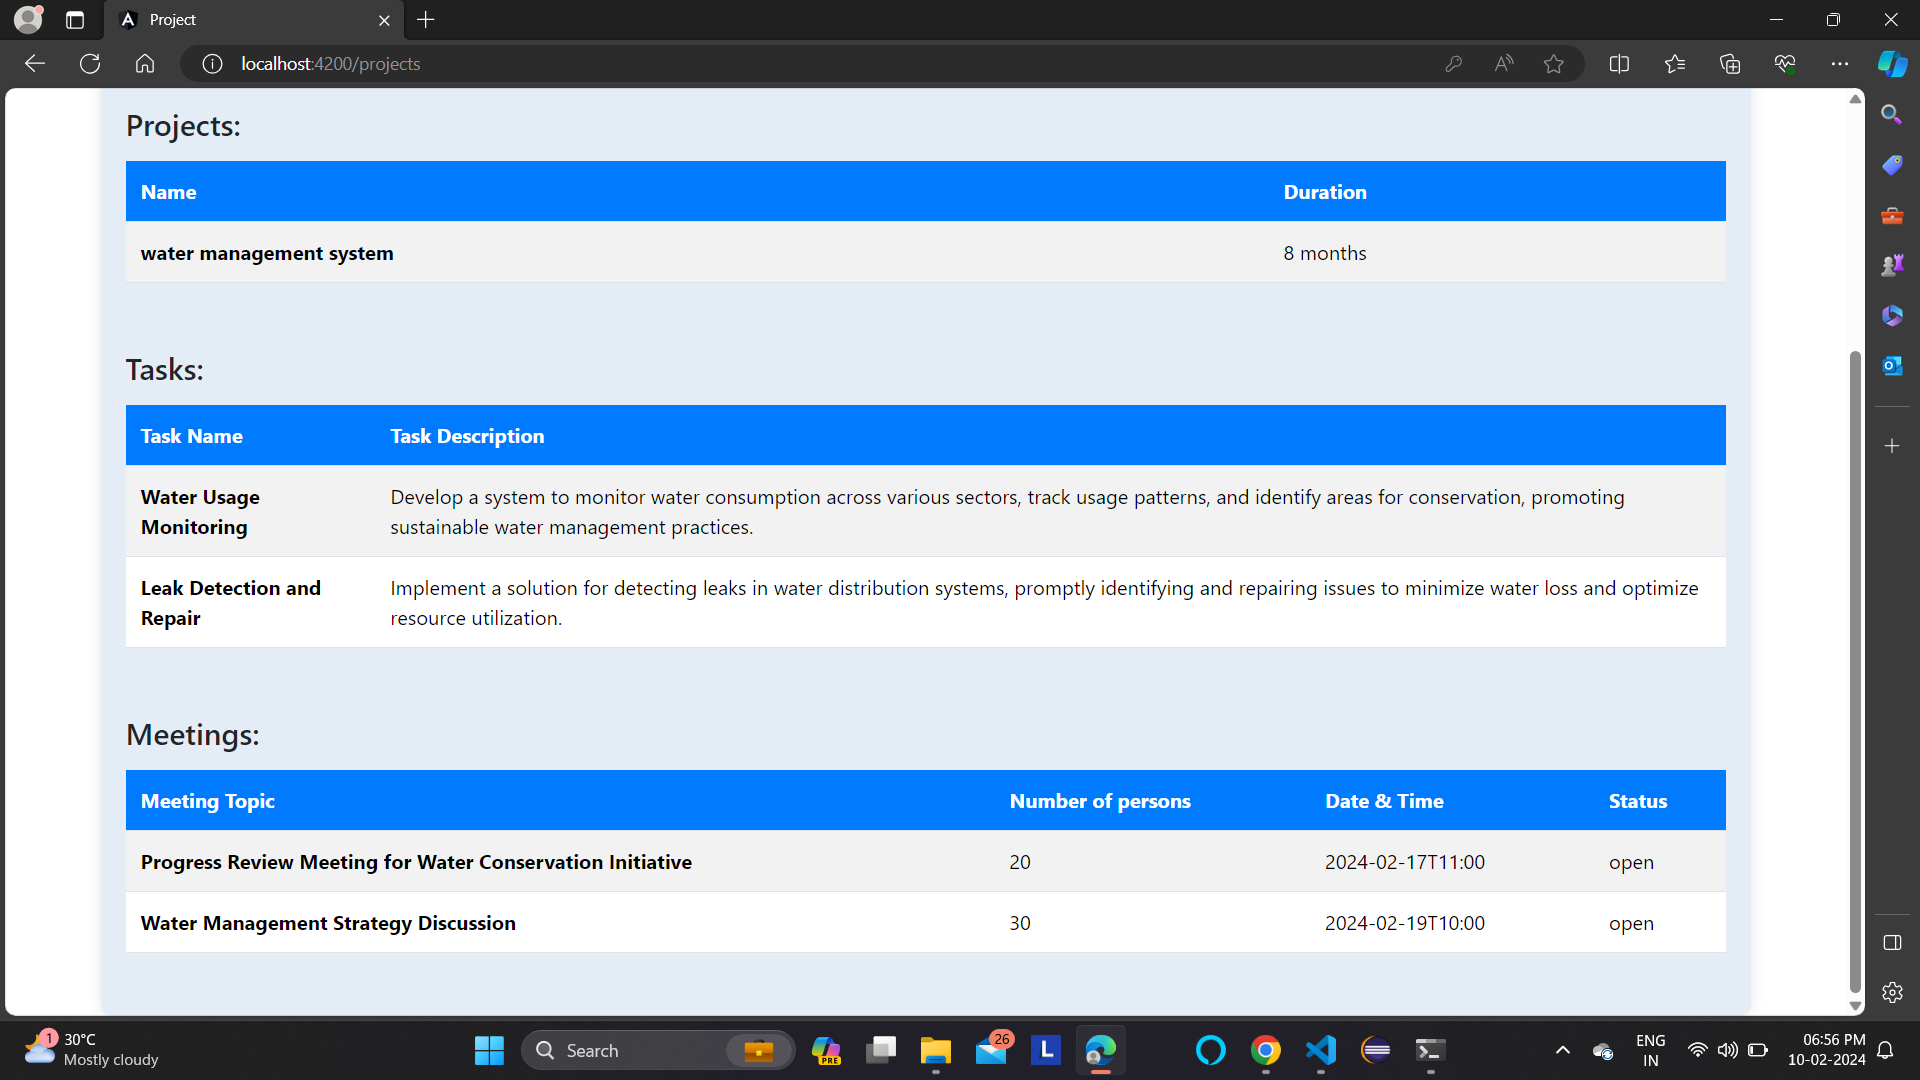 Project
localhost:4200/projects
Projects:
Name Duration
water management system 8 months
Tasks:
Task Name Task Description
Water Usage Monitoring
Develop a system to monitor water consumption across various sectors, track usage patterns, and identify areas for conservation, promoting
sustainable water management practices.
Leak Detection and Repair
Implement a solution for detecting leaks in water distribution systems, promptly identifying and repairing issues to minimize water loss and optimize
resource utilization.
Meetings:
Meeting Topic Number of persons Date & Time Status
Progress Review Meeting for Water Conservation Initiative 20 2024-02-17T11:00 open
Water Management Strategy Discussion 30 2024-02-19T10:00 open
1
30°C
Mostly cloudy
Search
PRE
26
L
ENG
IN
06:56 PM
10-02-2024